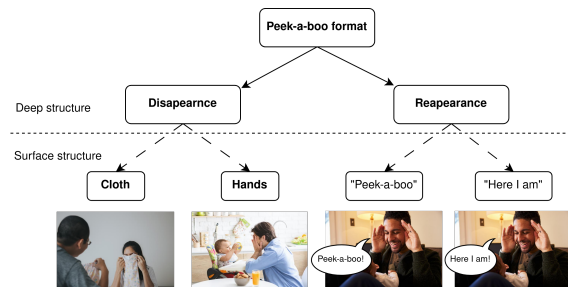 Peek-a-boo format
Disapearnce
Reapearance
Deep structure
Surface structure
Cloth
Hands
"Peek-a-boo"
"Here I am"
Peek-a-boo!
Here I am!